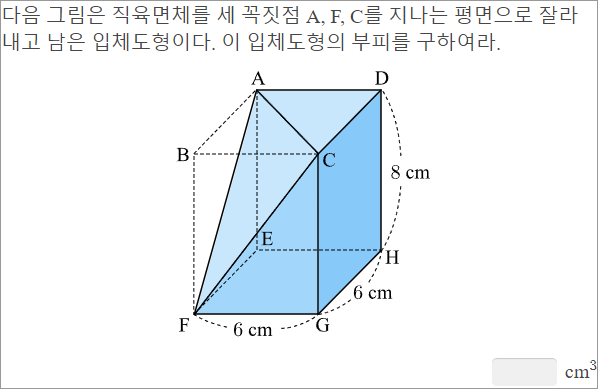 다음 그림은 직육면체를 세 꼭짓점 A, F, C를 지나는 평면으로 잘라
내고 남은 입체도형이다. 이 입체도형의 부피를 구하여라.
A
D
B
C
8 cm
E
H
6 cm
F
6 cm
G
cm³